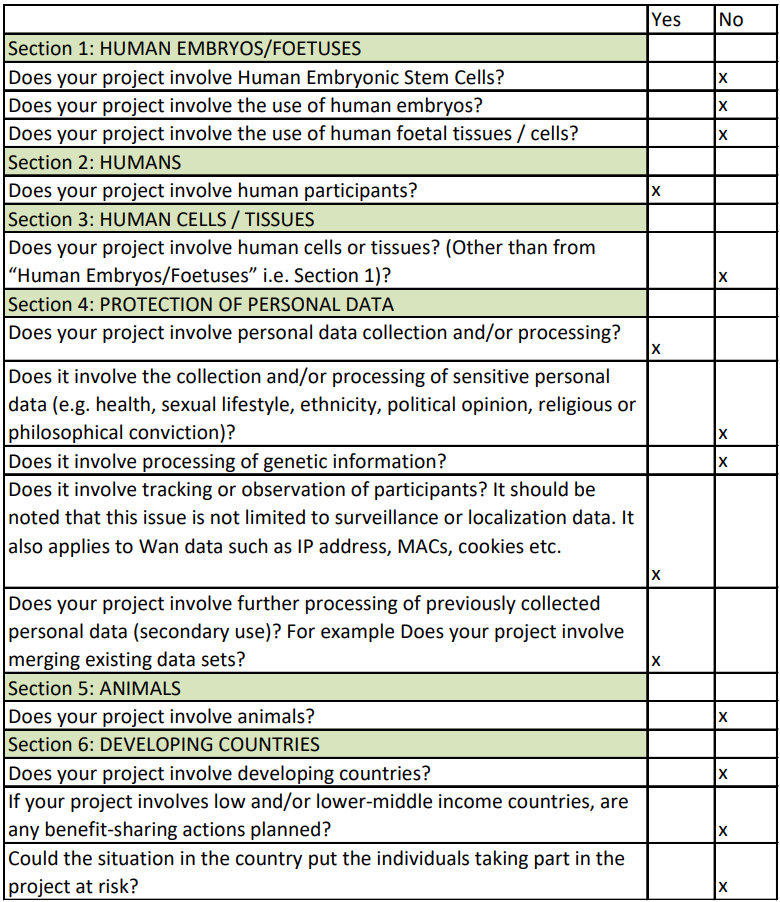 Yes No
Section 1: HUMAN EMBRYOS/FOETUSES
Does your project involve Human Embryonic Stem Cells? x
Does your project involve the use of human embryos? x
Does your project involve the use of human foetal tissues / cells? x
Section 2: HUMANS
Does your project involve human participants? x
Section 3: HUMAN CELLS / TISSUES
Does your project involve human cells or tissues? (Other than from
“Human Embryos/Foetuses” i.e. Section 1)? x
Section 4: PROTECTION OF PERSONAL DATA
Does your project involve personal data collection and/or processing?
x
Does it involve the collection and/or processing of sensitive personal
data (e.g. health, sexual lifestyle, ethnicity, political opinion, religious or
philosophical conviction)? x
Does it involve processing of genetic information? x
Does it involve tracking or observation of participants? It should be
noted that this issue is not limited to surveillance or localization data. It
also applies to Wan data such as IP address, MACs, cookies etc.
x
Does your project involve further processing of previously collected
personal data (secondary use)? For example Does your project involve
merging existing data sets? x
Section 5: ANIMALS
Does your project involve animals? x
Section 6: DEVELOPING COUNTRIES
Does your project involve developing countries? x
If your project involves low and/or lower-middle income countries, are
any benefit-sharing actions planned? x
Could the situation in the country put the individuals taking part in the
project at risk? x